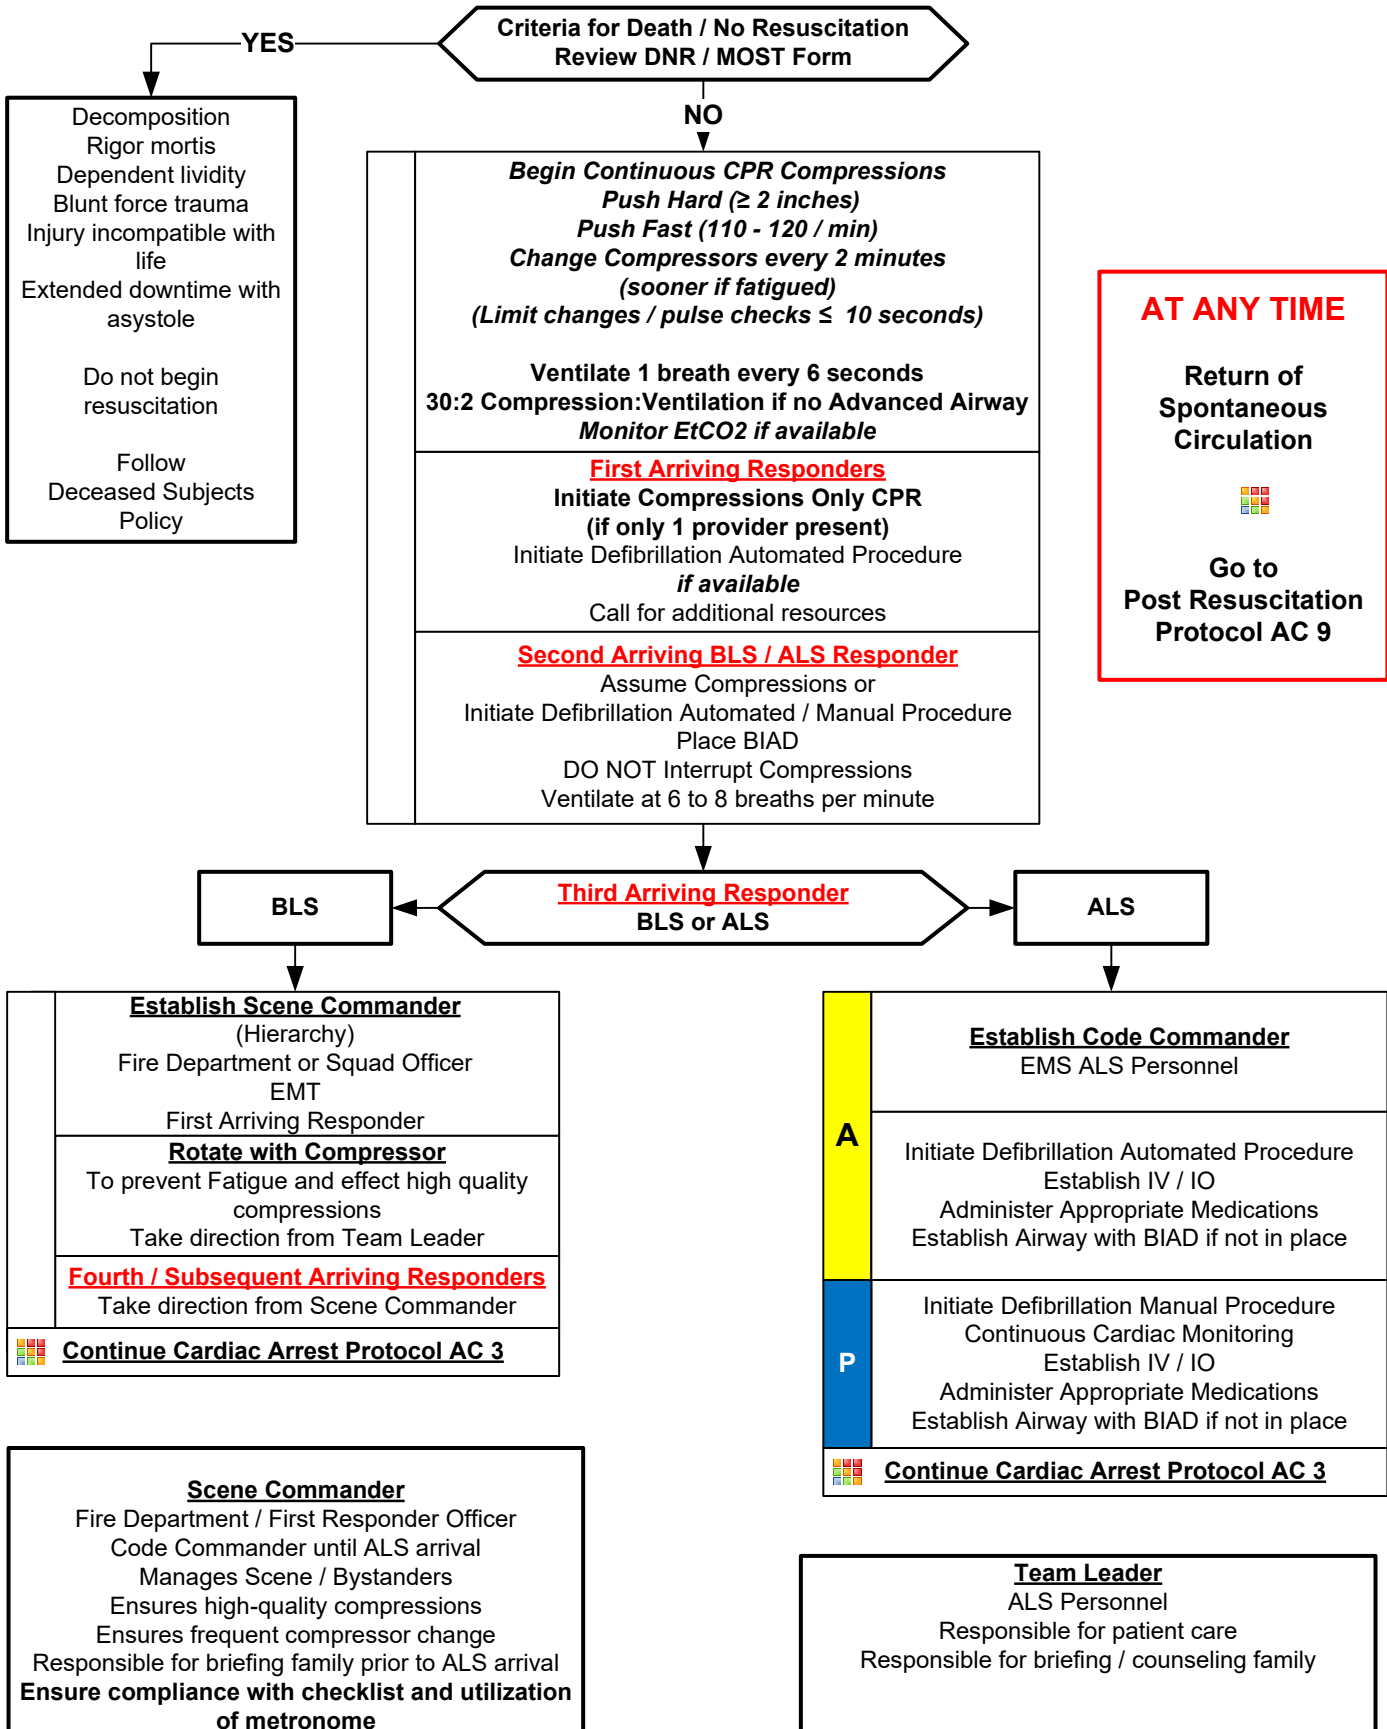 Criteria for Death / No Resuscitation
Review DNR / MOST Form
YES
NO
Decomposition
Rigor mortis
Dependent lividity
Blunt force trauma
Injury incompatible with
life
Extended downtime with
asystole
Do not begin
resuscitation
Follow
Deceased Subjects
Policy
Begin Continuous CPR Compressions
Push Hard (≥ 2 inches)
Push Fast (110 - 120 / min)
Change Compressors every 2 minutes
(sooner if fatigued)
(Limit changes / pulse checks ≤ 10 seconds)
Ventilate 1 breath every 6 seconds
30:2 Compression:Ventilation if no Advanced Airway
Monitor EtCO2 if available
First Arriving Responders
Initiate Compressions Only CPR
(if only 1 provider present)
Initiate Defibrillation Automated Procedure
if available
Call for additional resources
Second Arriving BLS / ALS Responder
Assume Compressions or
Initiate Defibrillation Automated / Manual Procedure
Place BIAD
DO NOT Interrupt Compressions
Ventilate at 6 to 8 breaths per minute
AT ANY TIME
Return of
Spontaneous
Circulation
Go to
Post Resuscitation
Protocol AC 9
BLS
Third Arriving Responder
BLS or ALS
ALS
Establish Scene Commander
(Hierarchy)
Fire Department or Squad Officer
EMT
First Arriving Responder
Rotate with Compressor
To prevent Fatigue and effect high quality
compressions
Take direction from Team Leader
Fourth / Subsequent Arriving Responders
Take direction from Scene Commander
Continue Cardiac Arrest Protocol AC 3
A
Establish Code Commander
EMS ALS Personnel
Initiate Defibrillation Automated Procedure
Establish IV / IO
Administer Appropriate Medications
Establish Airway with BIAD if not in place
P
Initiate Defibrillation Manual Procedure
Continuous Cardiac Monitoring
Establish IV / IO
Administer Appropriate Medications
Establish Airway with BIAD if not in place
Continue Cardiac Arrest Protocol AC 3
Scene Commander
Fire Department / First Responder Officer
Code Commander until ALS arrival
Manages Scene / Bystanders
Ensures high-quality compressions
Ensures frequent compressor change
Responsible for briefing family prior to ALS arrival
Ensure compliance with checklist and utilization
of metronome
Team Leader
ALS Personnel
Responsible for patient care
Responsible for briefing / counseling family